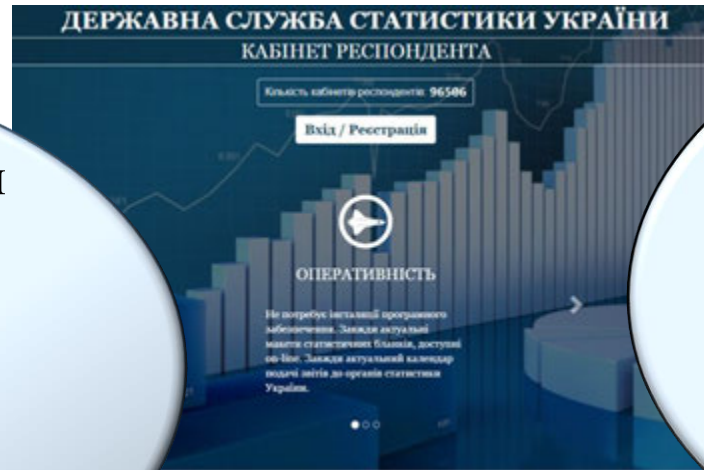 ДЕРЖАВНА СЛУЖБА СТАТИСТИКИ УКРАЇНИ
КАБІНЕТ РЕСПОНДЕНТА
Кількість кабінетів респондентів: 96506
Вхід / Реєстрація
ОПЕРАТИВНІСТЬ
Не потребує інсталяції програмного
забезпечення. Завжди актуальні
макети статистичних бланків, доступні
on-line. Завжди актуальний календар
подачі звітів до органів статистики
України.